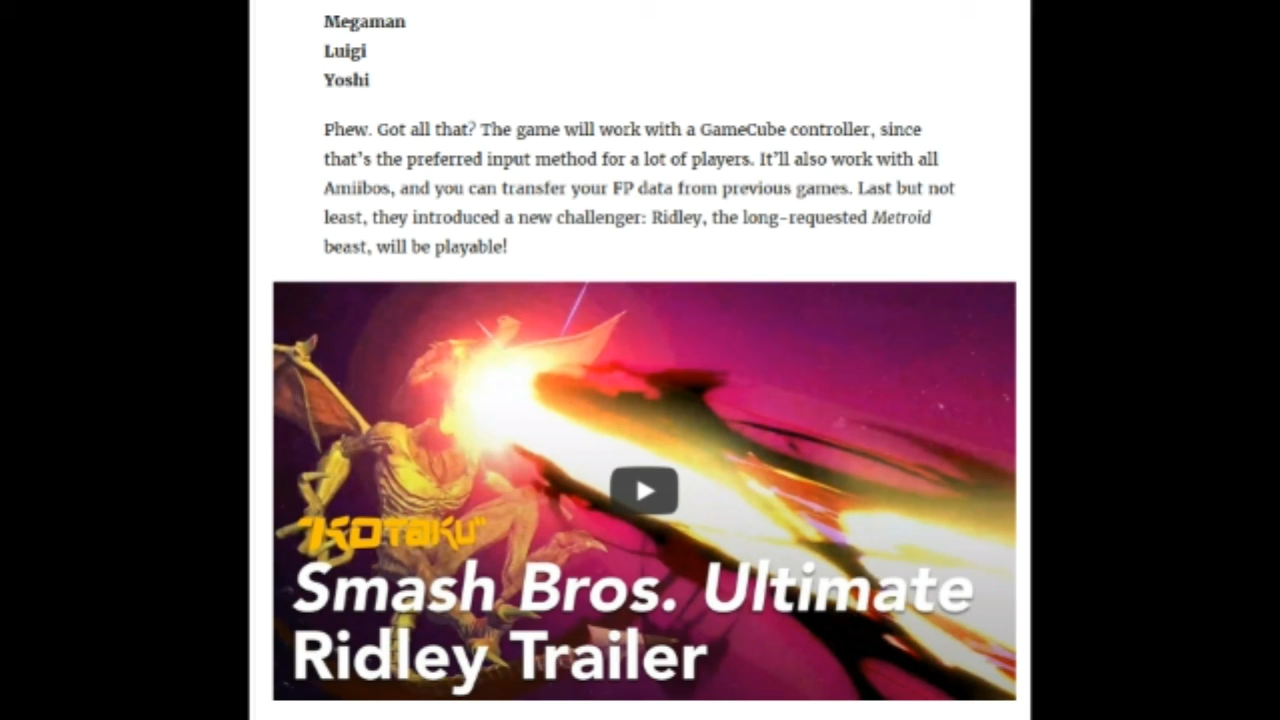 Megaman
Luigi
Yoshi
Phew. Got all that? The game will work with a GameCube controller, since
that’s the preferred input method for a lot of players. It’ll also work with all
Amiibos, and you can transfer your FP data from previous games. Last but not
least, they introduced a new challenger: Ridley, the long-requested Metroid
beast, will be playable!
KOTAKU
Smash Bros. Ultimate
Ridley Trailer